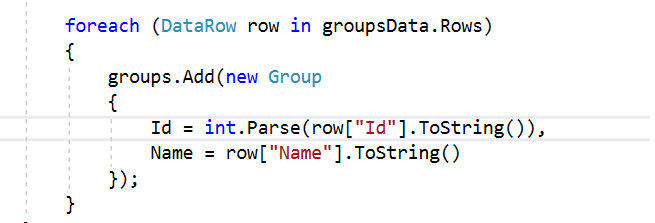 foreach (DataRow row in groupsData.Rows)
{
groups.Add(new Group
{
Id = int.Parse(row["Id"].ToString()),
Name = row["Name"].ToString()
});
}